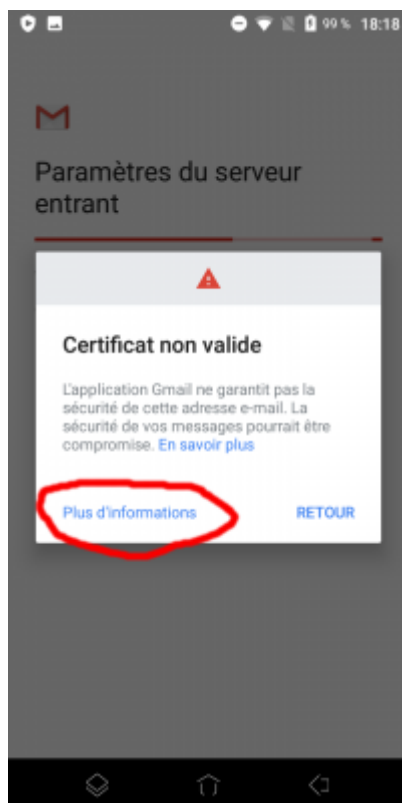 99 % 18:18
Paramètres du serveur
entrant
Certificat non valide
L'application Gmail ne garantit pas la
sécurité de cette adresse e-mail. La
sécurité de vos messages pourrait être
compromise. En savoir plus
Plus d'informations RETOUR